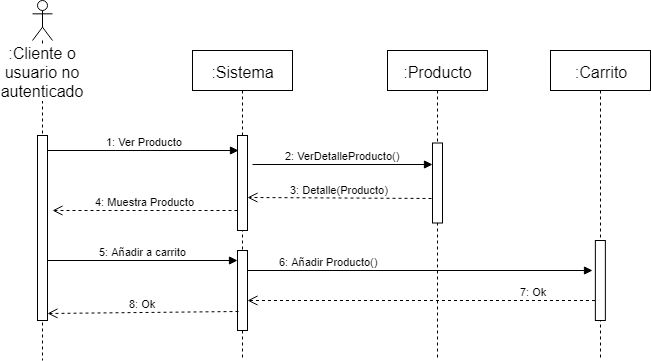 :Cliente o
usuario no
autenticado
:Sistema
:Producto
:Carrito
1: Ver Producto
2: VerDetalleProducto()
3: Detalle(Producto)
4: Muestra Producto
5: Añadir a carrito
6: Añadir Producto()
7: Ok
8: Ok